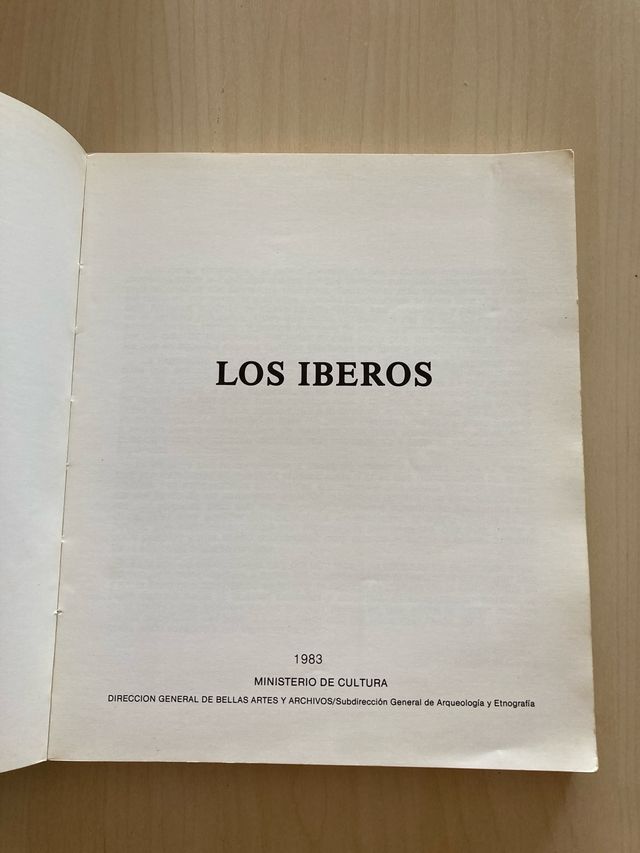 LOS IBEROS
1983
MINISTERIO DE CULTURA
DIRECCION GENERAL DE BELLAS ARTES Y ARCHIVOS/Subdirección General de Arqueología y Etnografía